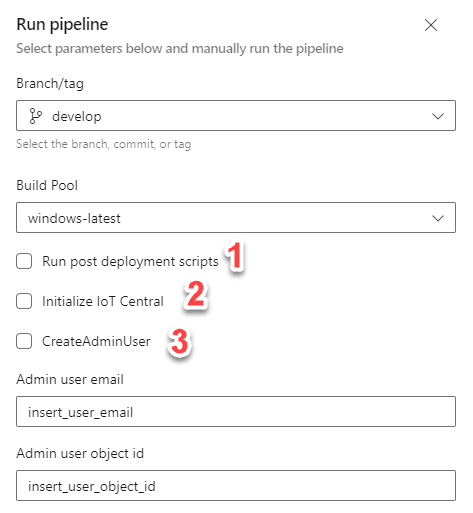 Run pipeline
Select parameters below and manually run the pipeline
Branch/tag
develop
Select the branch, commit, or tag
Build Pool
windows-latest
Run post deployment scripts 1
Initialize IoT Central 2
CreateAdminUser 3
Admin user email
insert_user_email
Admin user object id
insert_user_object_id